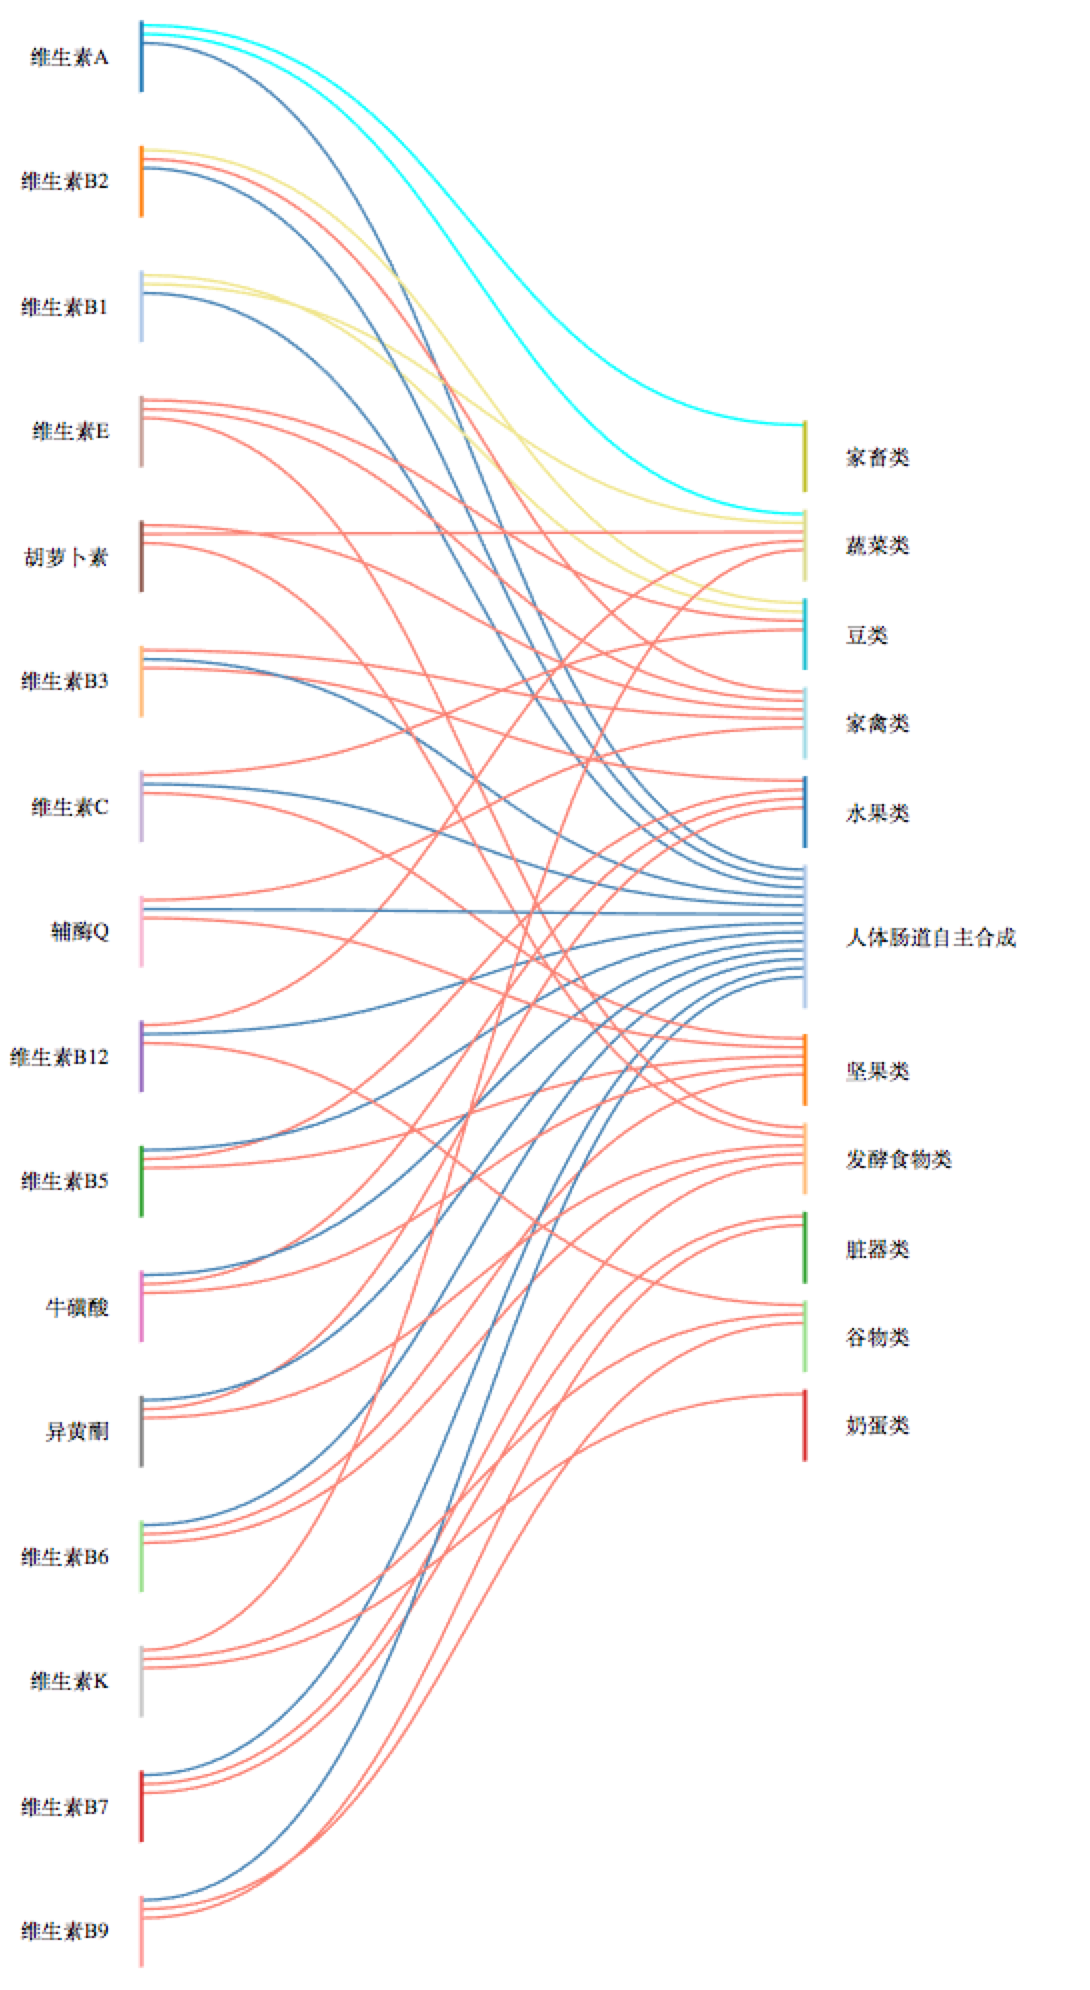 维生素A
维生素B2
维生素B1
维生素E
胡萝卜素
维生素B3
维生素C
辅酶Q
维生素B12
维生素B5
牛磺酸
异黄酮
维生素B6
维生素K
维生素B7
维生素B9
家畜类
蔬菜类
豆类
家禽类
水果类
人体肠道自主合成
坚果类
发酵食物类
脏器类
谷物类
奶蛋类